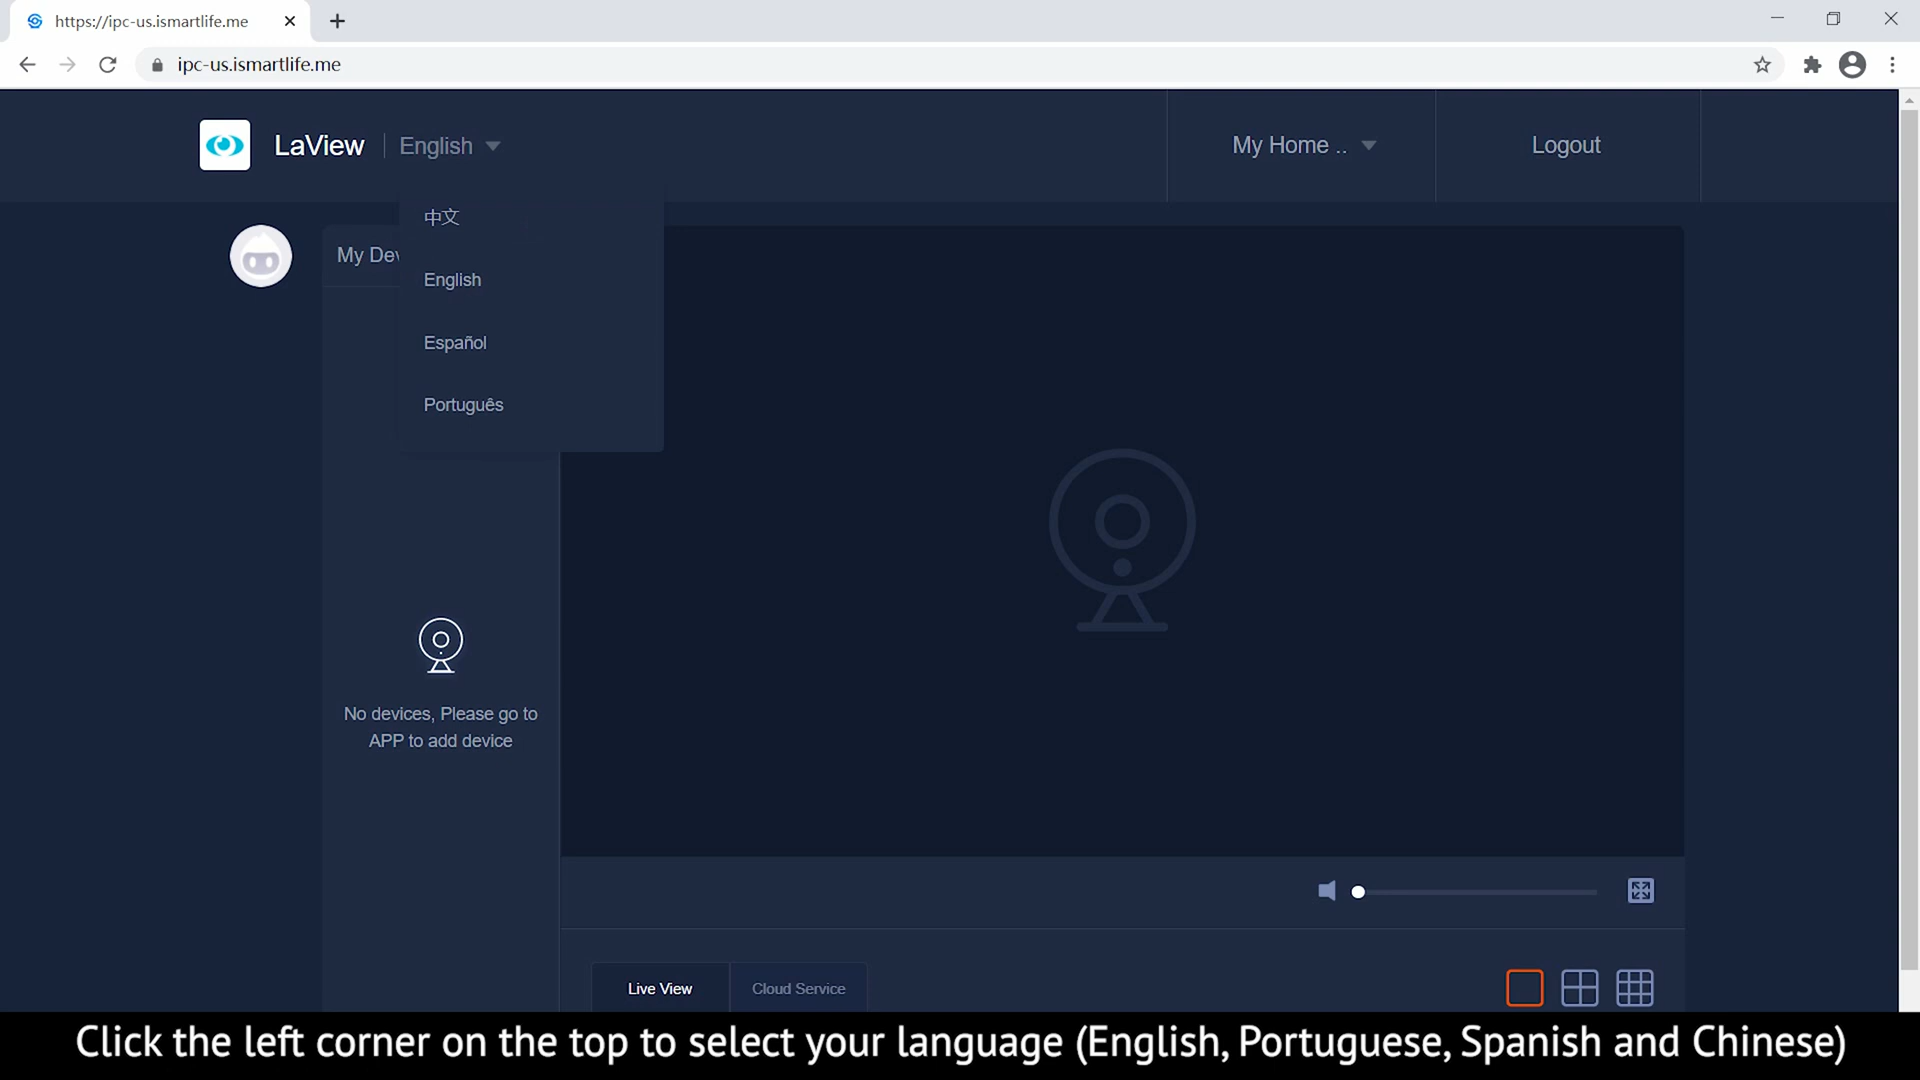 https://ipc-us.ismartlife.me
ipc-us.ismartlife.me
LaView
English
My Home ..
Logout
中文
My Dev
English
Español
Português
No devices, Please go to
APP to add device
Live View
Cloud Service
Click the left corner on the top to select your language (English, Portuguese, Spanish and Chinese)